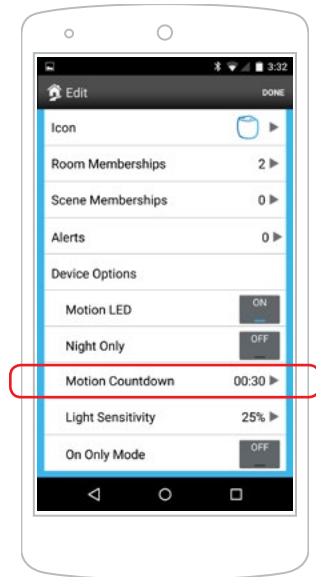 3:32
Edit DONE
Icon
Room Memberships 2
Scene Memberships 0
Alerts 0
Device Options
Motion LED ON
Night Only OFF
Motion Countdown 00:30
Light Sensitivity 25%
On Only Mode OFF